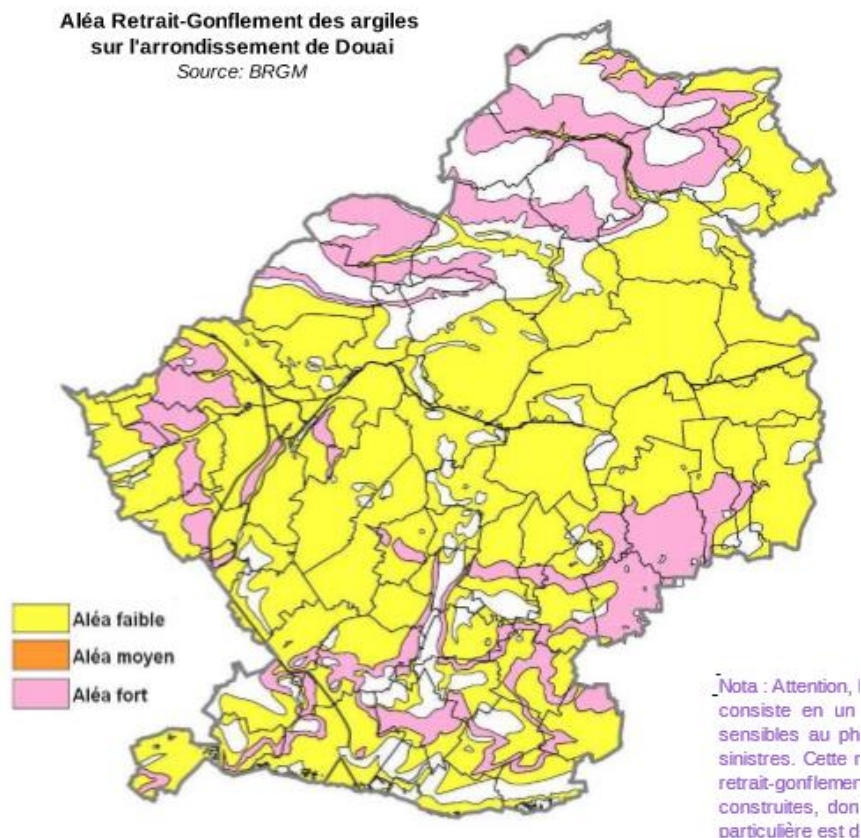 Aléa Retrait-Gonflement des argiles
sur l'arrondissement de Douai
Source: BRGM
Aléa faible
Aléa moyen
Aléa fort
Nota : Attention,
consiste en un
sensibles au ph
sinistres. Cette
retrait-gonflement
construites, don
particulière est d